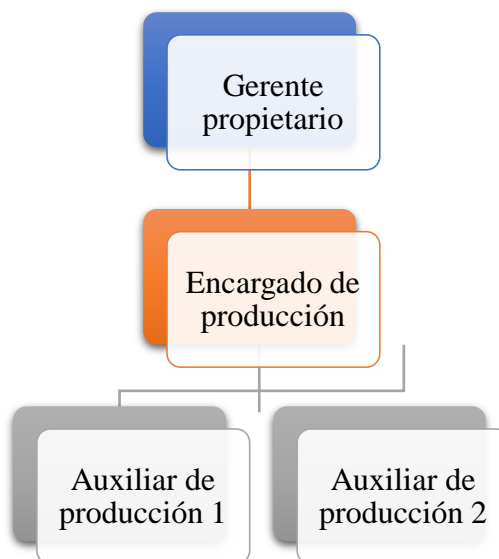 Gerente
propietario
Encargado de
producción
Auxiliar de
producción 1
Auxiliar de
producción 2